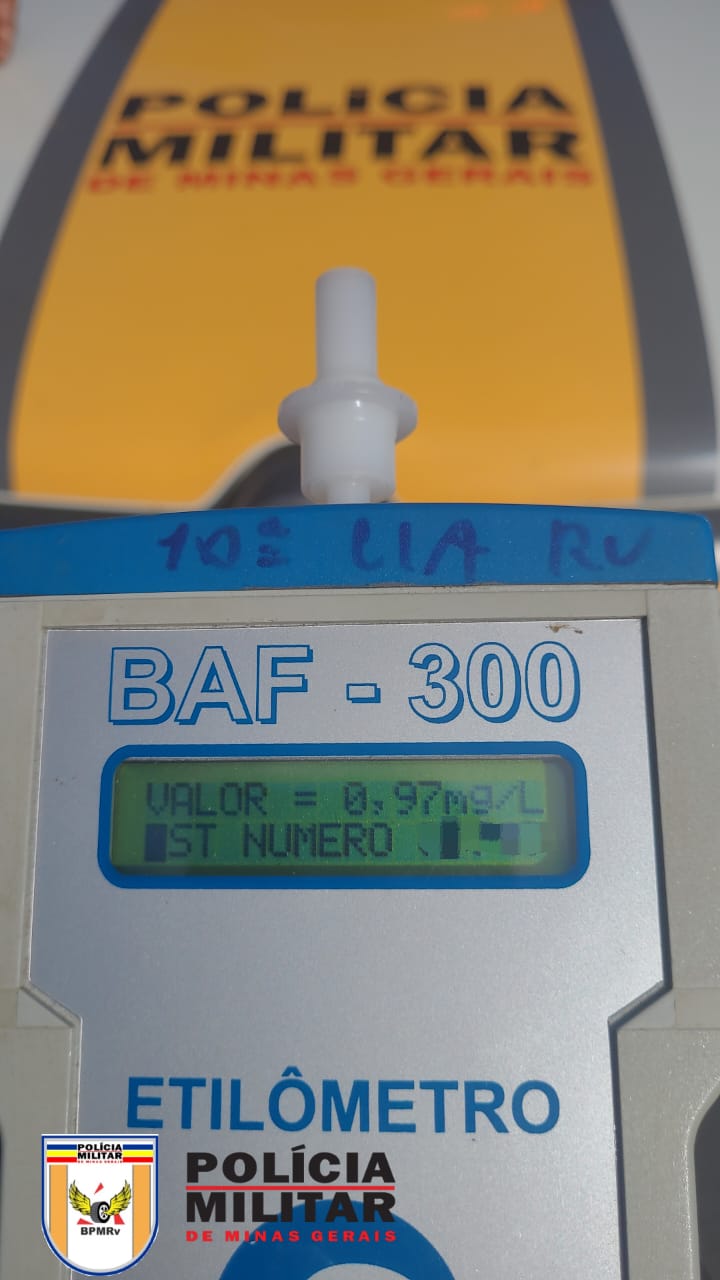 POLÍCIA
MILITAR
DE MINAS GERAIS
10ª CIA RV
BAF - 300
VALOR = 0,97mg/L
ST NUMERO
ETILÔMETRO
POLÍCIA
MILITAR
DE MINAS GERAIS
BPMRv
POLÍCIA
MILITAR
DE MINAS GERAIS